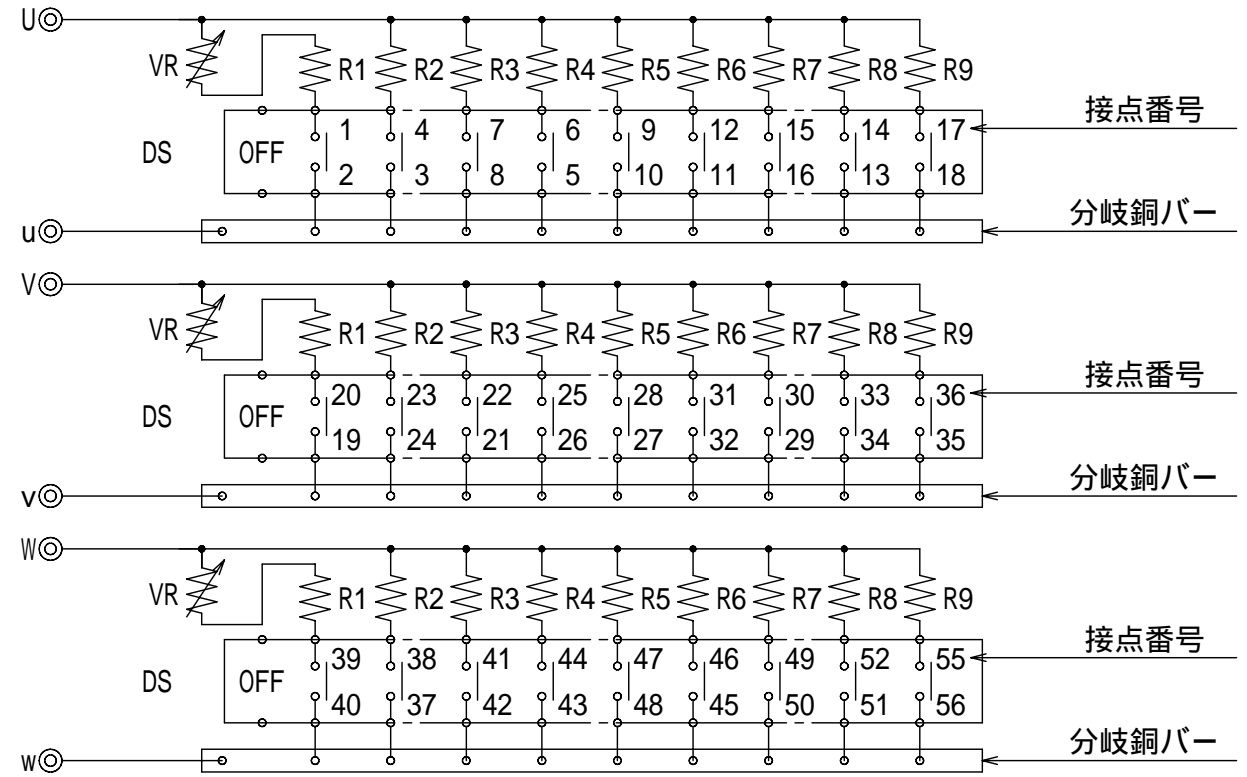 U
VR R1 R2 R3 R4 R5 R6 R7 R8 R9
接点番号
DS OFF 1 4 7 6 9 12 15 14 17
2 3 8 5 10 11 16 13 18
分岐銅バー
u
V
VR R1 R2 R3 R4 R5 R6 R7 R8 R9
接点番号
DS OFF 20 23 22 25 28 31 30 33 36
19 24 21 26 27 32 29 34 35
分岐銅バー
v
W
VR R1 R2 R3 R4 R5 R6 R7 R8 R9
接点番号
DS OFF 39 38 41 44 47 46 49 52 55
40 37 42 43 48 45 50 51 56
分岐銅バー
w